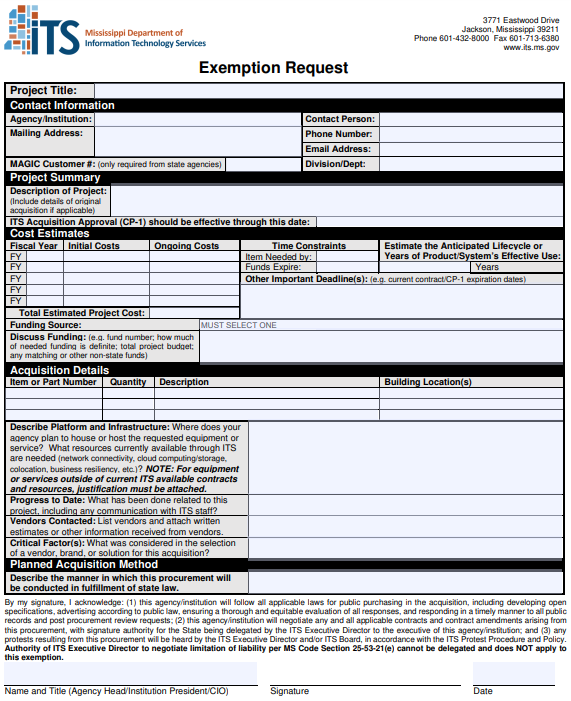 ITS
Mississippi Department of
Information Technology Services
3771 Eastwood Drive
Jackson, Mississippi 39211
Phone 601-432-8000 Fax 601-713-6380
www.its.ms.gov
Exemption Request
Project Title:
Contact Information
Agency/Institution:
Contact Person:
Mailing Address:
Phone Number:
Email Address:
MAGIC Customer #: (only required from state agencies)
Division/Dept:
Project Summary
Description of Project:
(Include details of original
acquisition if applicable)
ITS Acquisition Approval (CP-1) should be effective through this date:
Cost Estimates
Fiscal Year Initial Costs Ongoing Costs
Time Constraints
Estimate the Anticipated Lifecycle or
Years of Product/System's Effective Use:
FY
Item Needed by:
FY
Funds Expire:
Years
FY
Other Important Deadline(s): (e.g. current contract/CP-1 expiration dates)
FY
FY
Total Estimated Project Cost:
Funding Source:
MUST SELECT ONE
Discuss Funding: (e.g. fund number; how much
of needed funding is definite; total project budget;
any matching or other non-state funds)
Acquisition Details
Item or Part Number Quantity Description Building Location(s)
Describe Platform and Infrastructure: Where does your
agency plan to house or host the requested equipment or
service? What resources currently available through ITS
are needed (network connectivity, cloud computing/storage,
colocation, business resiliency, etc.)? NOTE: For equipment
or services outside of current ITS available contracts
and resources, justification must be attached.
Progress to Date: What has been done related to this
project, including any communication with ITS staff?
Vendors Contacted: List vendors and attach written
estimates or other information received from vendors.
Critical Factor(s): What was considered in the selection
of a vendor, brand, or solution for this acquisition?
Planned Acquisition Method
Describe the manner in which this procurement will
be conducted in fulfillment of state law.
By my signature, I acknowledge: (1) this agency/institution will follow all applicable laws for public purchasing in the acquisition, including developing open
specifications, advertising according to public law, ensuring a thorough and equitable evaluation of all responses, and responding in a timely manner to all public
records and post procurement review requests; (2) this agency/institution will negotiate any and all applicable contracts and contract amendments arising from
this procurement, with signature authority for the State being delegated by the ITS Executive Director to the executive of this agency/institution; and (3) any
protests resulting from this procurement will be heard by the ITS Executive Director and/or ITS Board, in accordance with the ITS Protest Procedure and Policy.
Authority of ITS Executive Director to negotiate limitation of liability per MS Code Section 25-53-21(e) cannot be delegated and does NOT apply to
this exemption.
Name and Title (Agency Head/Institution President/CIO)
Signature
Date